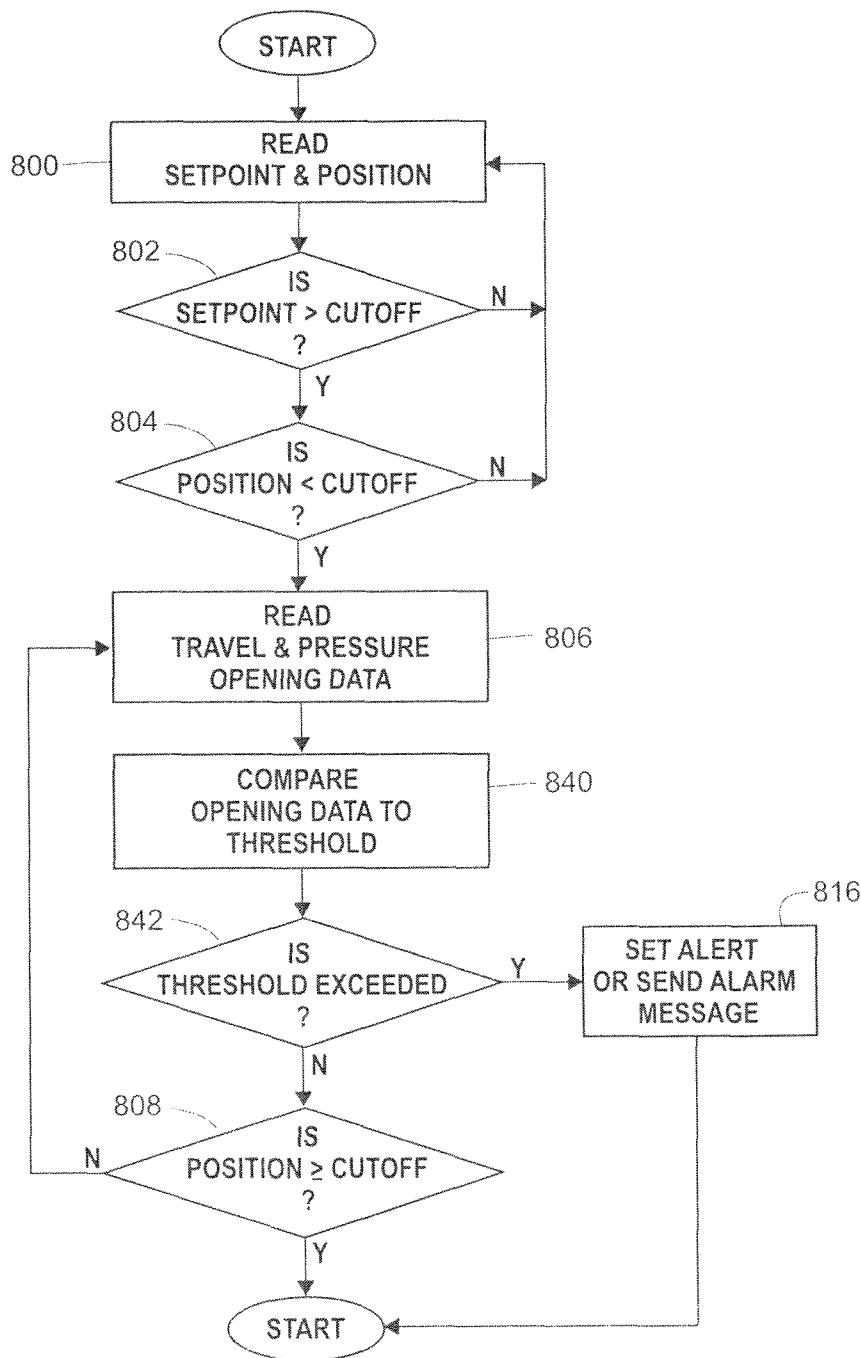 START
800
READ
SETPOINT & POSITION
802
IS
SETPOINT > CUTOFF
?
N
Y
804
IS
POSITION < CUTOFF
?
N
Y
READ
TRAVEL & PRESSURE
OPENING DATA
806
COMPARE
OPENING DATA TO
THRESHOLD
840
842
IS
THRESHOLD EXCEEDED
?
Y
N
816
SET ALERT
OR SEND ALARM
MESSAGE
808
IS
POSITION ≥ CUTOFF
?
N
Y
START